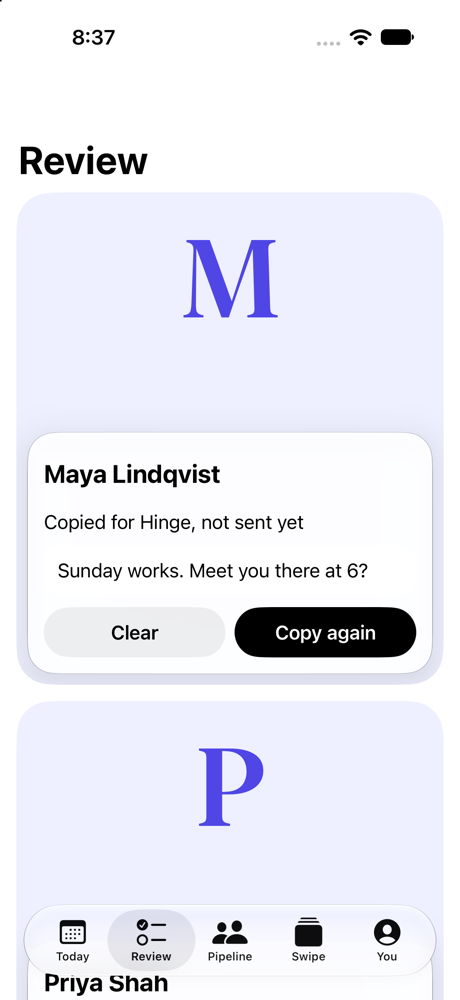 8:37
Review
M
Maya Lindqvist
Copied for Hinge, not sent yet
Sunday works. Meet you there at 6?
Clear
Copy again
P
Today
Review
Pipeline
Swipe
You
Priya Shah